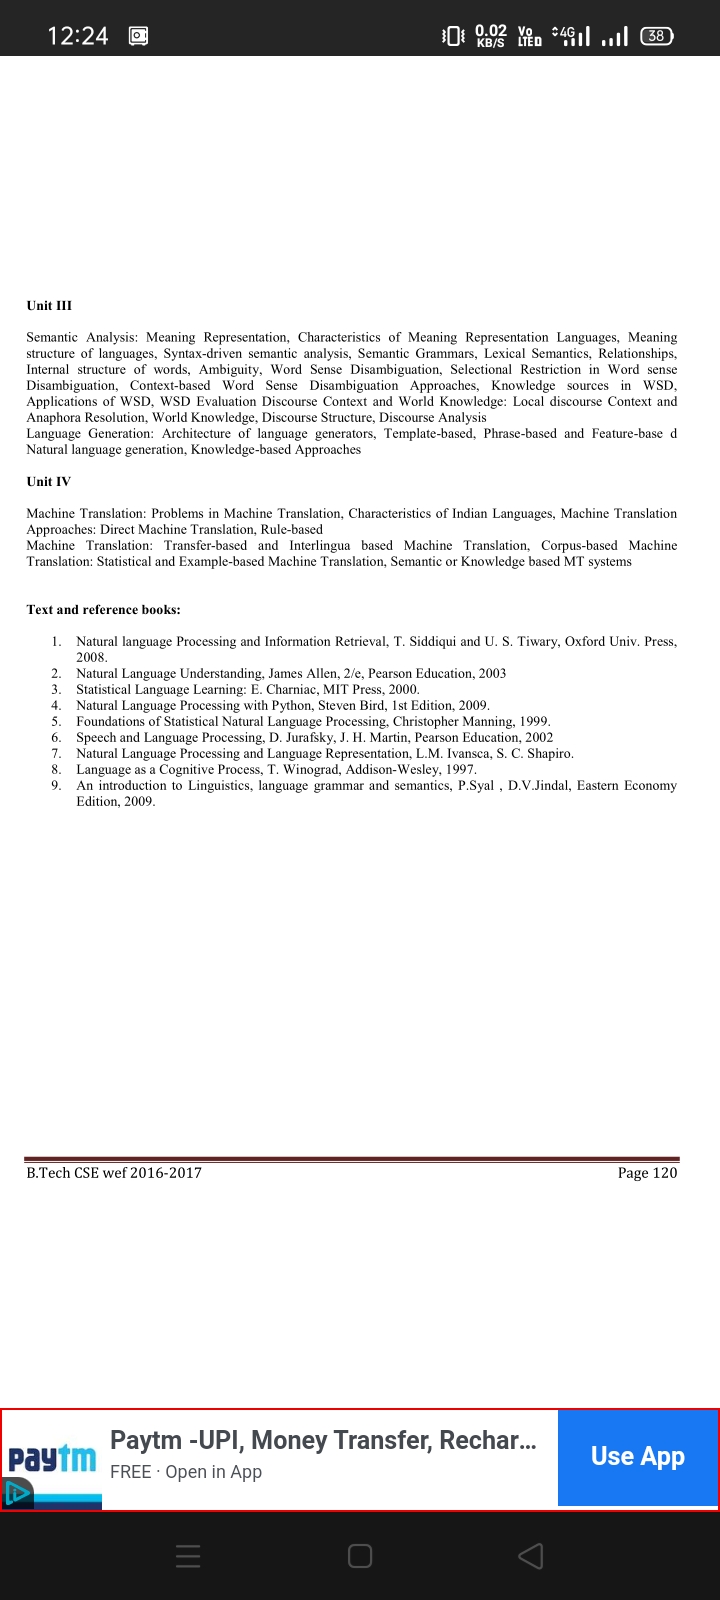 12:24
0.02
KB/S
Vo
LTE
4G
38
Unit III
Semantic Analysis: Meaning Representation, Characteristics of Meaning Representation Languages, Meaning
structure of languages, Syntax-driven semantic analysis, Semantic Grammars, Lexical Semantics, Relationships,
Internal structure of words, Ambiguity, Word Sense Disambiguation, Selectional Restriction in Word sense
Disambiguation, Context-based Word Sense Disambiguation Approaches, Knowledge sources in WSD,
Applications of WSD, WSD Evaluation Discourse Context and World Knowledge: Local discourse Context and
Anaphora Resolution, World Knowledge, Discourse Structure, Discourse Analysis
Language Generation: Architecture of language generators, Template-based, Phrase-based and Feature-base d
Natural language generation, Knowledge-based Approaches
Unit IV
Machine Translation: Problems in Machine Translation, Characteristics of Indian Languages, Machine Translation
Approaches: Direct Machine Translation, Rule-based
Machine Translation: Transfer-based and Interlingua based Machine Translation, Corpus-based Machine
Translation: Statistical and Example-based Machine Translation, Semantic or Knowledge based MT systems
Text and reference books:
1. Natural language Processing and Information Retrieval, T. Siddiqui and U. S. Tiwary, Oxford Univ. Press,
2008.
2. Natural Language Understanding, James Allen, 2/e, Pearson Education, 2003
3. Statistical Language Learning: E. Charniac, MIT Press, 2000.
4. Natural Language Processing with Python, Steven Bird, 1st Edition, 2009.
5. Foundations of Statistical Natural Language Processing, Christopher Manning, 1999.
6. Speech and Language Processing, D. Jurafsky, J. H. Martin, Pearson Education, 2002
7. Natural Language Processing and Language Representation, L.M. Ivansca, S. C. Shapiro.
8. Language as a Cognitive Process, T. Winograd, Addison-Wesley, 1997.
9. An introduction to Linguistics, language grammar and semantics, P.Syal , D.V.Jindal, Eastern Economy
Edition, 2009.
B.Tech CSE wef 2016-2017 Page 120
paytm
Paytm -UPI, Money Transfer, Rechar...
FREE · Open in App
Use App